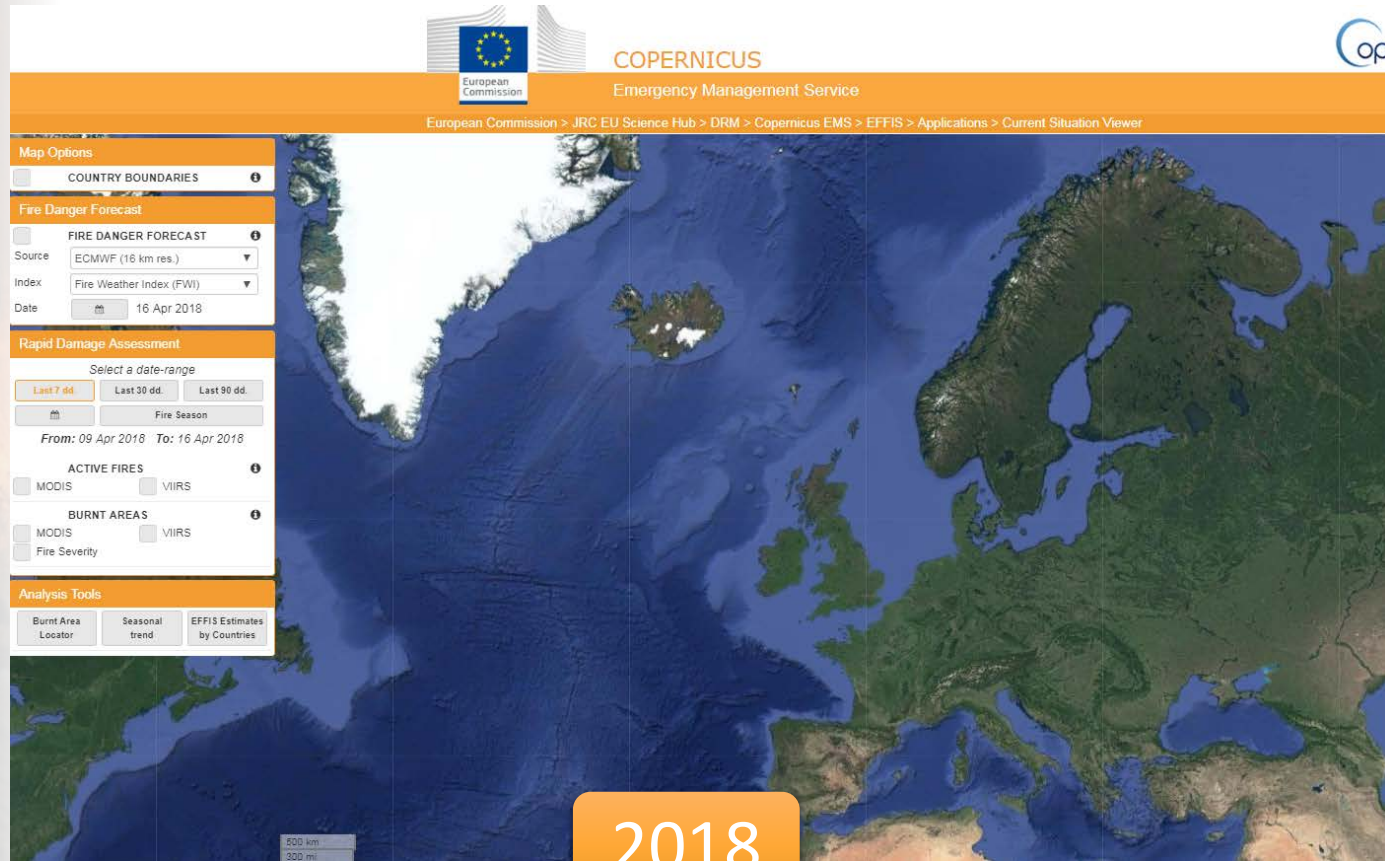 European
Commission
COPERNICUS
Emergency Management Service
European Commission > JRC EU Science Hub > DRM > Copernicus EMS > EFFIS > Applications > Current Situation Viewer
Map Options
COUNTRY BOUNDARIES
Fire Danger Forecast
FIRE DANGER FORECAST
Source ECMWF (16 km res.)
Index Fire Weather Index (FWI)
Date 16 Apr 2018
Rapid Damage Assessment
Select a date-range
Last 7 dd. Last 30 dd. Last 90 dd.
Fire Season
From: 09 Apr 2018 To: 16 Apr 2018
ACTIVE FIRES
MODIS VIIRS
BURNT AREAS
MODIS VIIRS
Fire Severity
Analysis Tools
Burnt Area Locator
Seasonal trend
EFFIS Estimates by Countries
500 km
300 mi
2018